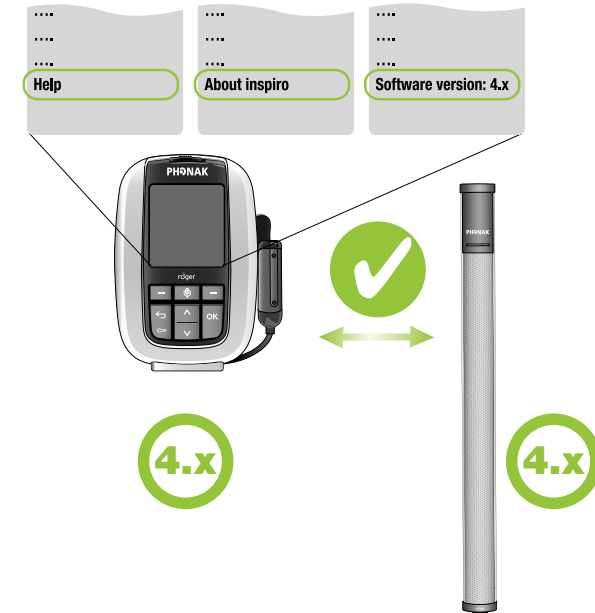 ....
....
....
Help
....
....
....
About inspiro
....
....
....
Software version: 4.x
PHONAK
roger
OK
PHONAK
4.x
4.x